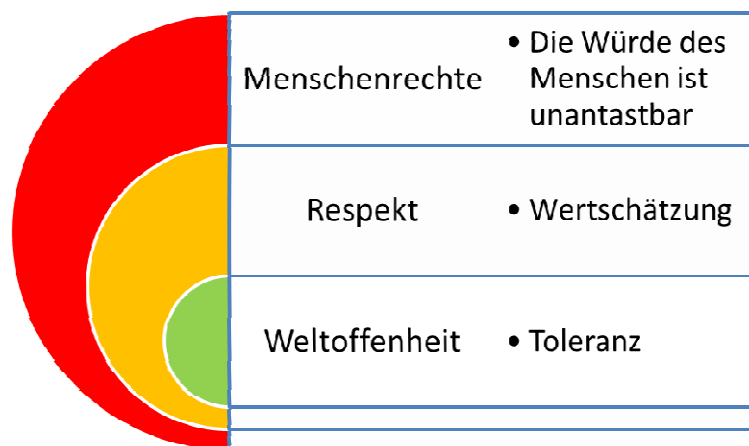 Menschenrechte
• Die Würde des
Menschen ist
unantastbar
Respekt
• Wertschätzung
Weltoffenheit
• Toleranz